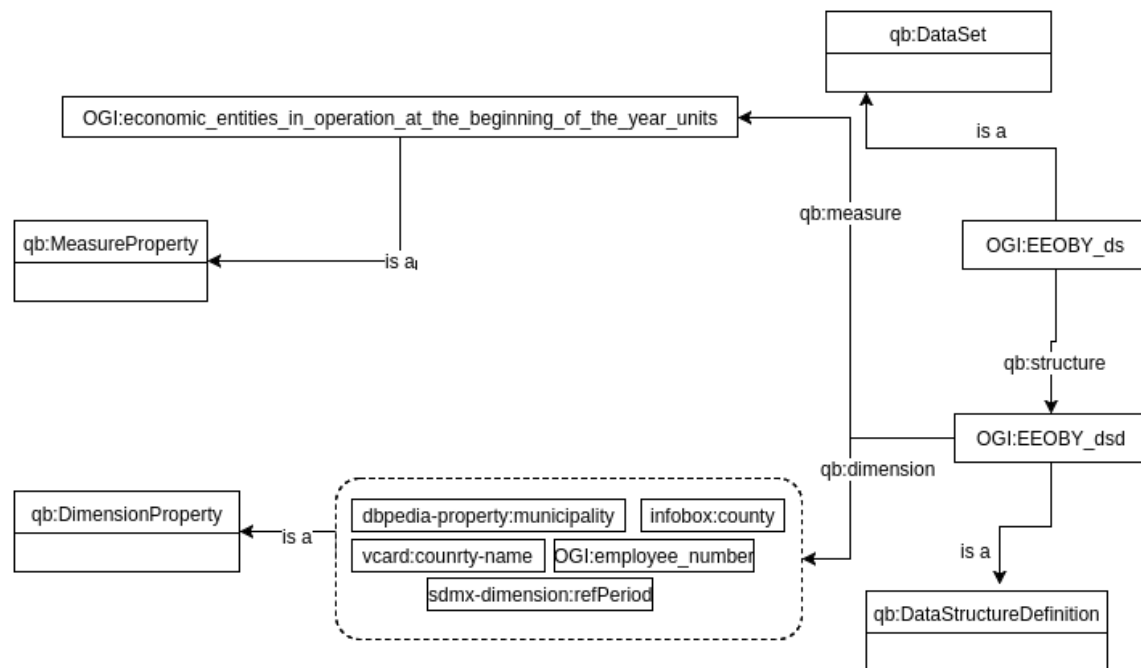 qb:DataSet
OGI:economic_entities_in_operation_at_the_beginning_of_the_year_units
is a
qb:measure
qb:MeasureProperty
OGI:EEOBY_ds
is a
qb:structure
OGI:EEOBY_dsd
qb:dimension
qb:DimensionProperty
dbpedia-property:municipality
infobox:county
is a
vcard:counrty-name
OGI:employee_number
is a
sdmx-dimension:refPeriod
qb:DataStructureDefinition